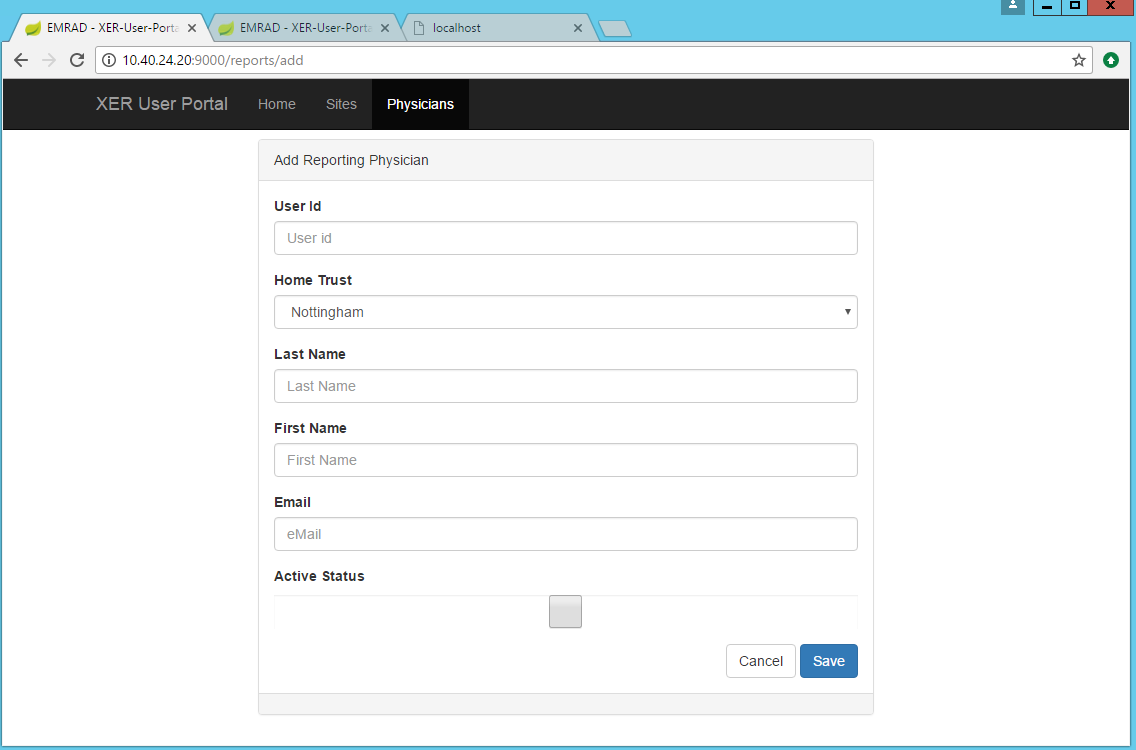 EMRAD - XER-User-Porta
EMRAD - XER-User-Porta
localhost
10.40.24.20:9000/reports/add
XER User Portal
Home
Sites
Physicians
Add Reporting Physician
User Id
User id
Home Trust
Nottingham
Last Name
Last Name
First Name
First Name
Email
eMail
Active Status
Cancel
Save